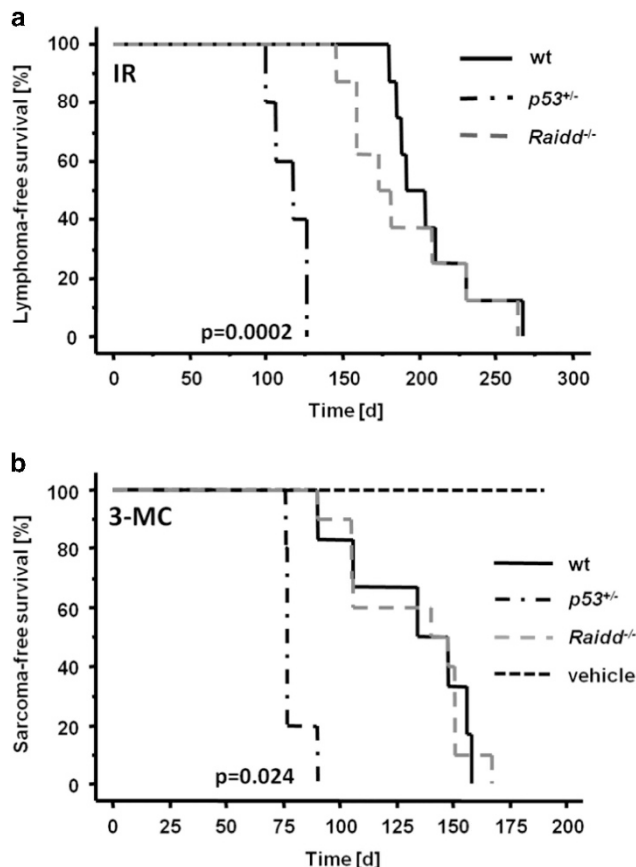 a
Lymphoma-free survival [%]
100
80
60
40
20
0
IR
wt
p53+/-
Raidd-/-
p=0.0002
0 50 100 150 200 250 300
Time [d]
b
Sarcoma-free survival [%]
100
80
60
40
20
0
3-MC
wt
p53+/-
Raidd-/-
vehicle
p=0.024
0 25 50 75 100 125 150 175 200
Time [d]